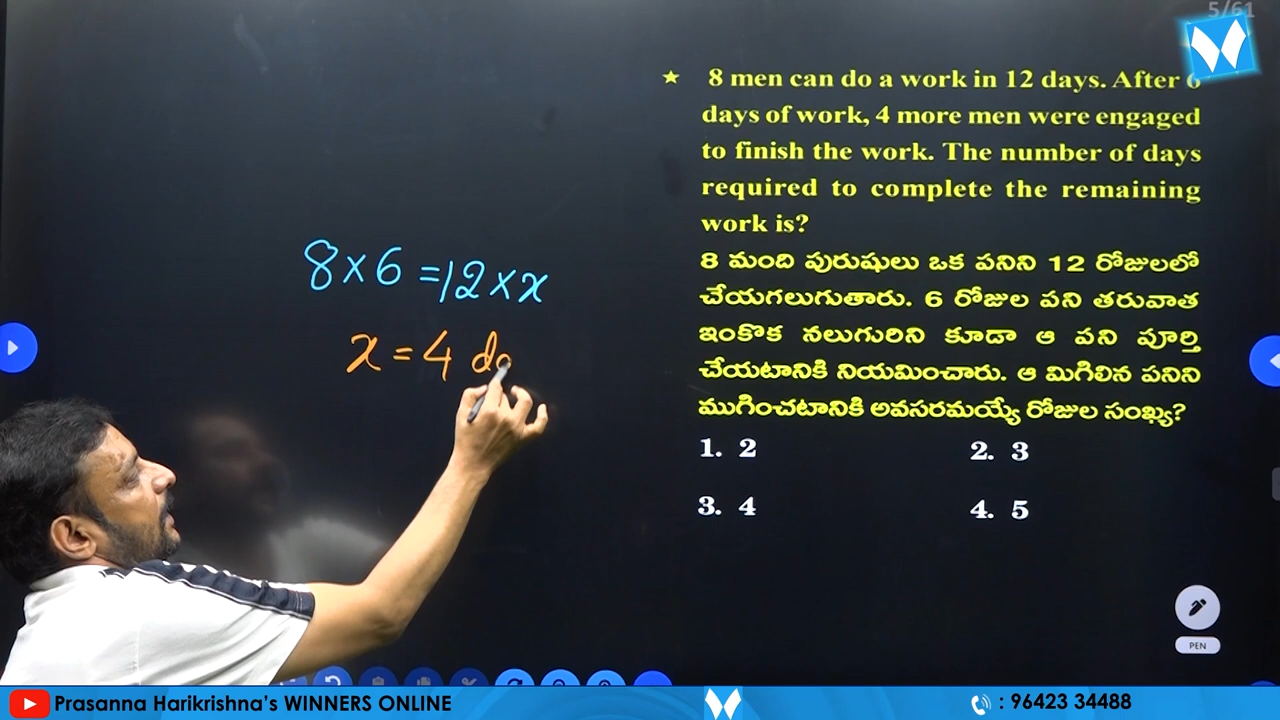 5/61
★ 8 men can do a work in 12 days. After 6
days of work, 4 more men were engaged
to finish the work. The number of days
required to complete the remaining
work is?
8 మంది పురుషులు ఒక పనిని 12 రోజులలో
చేయగలుగుతారు. 6 రోజుల పని తరువాత
ఇంకొక నలుగురిని కూడా ఆ పని పూర్తి
చేయటానికి నియమించారు. ఆ మిగిలిన పనిని
ముగించటానికి అవసరమయ్యే రోజుల సంఖ్య?
1. 2 2. 3
3. 4 4. 5
8 × 6 = 12 × x
x = 4 da
PEN
Prasanna Harikrishna's WINNERS ONLINE
: 96423 34488